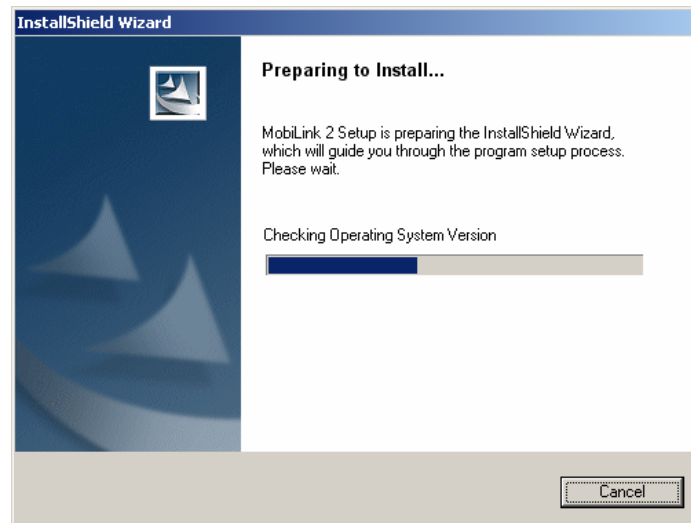 InstallShield Wizard
Preparing to Install...
MobiLink 2 Setup is preparing the InstallShield Wizard,
which will guide you through the program setup process.
Please wait.
Checking Operating System Version
Cancel